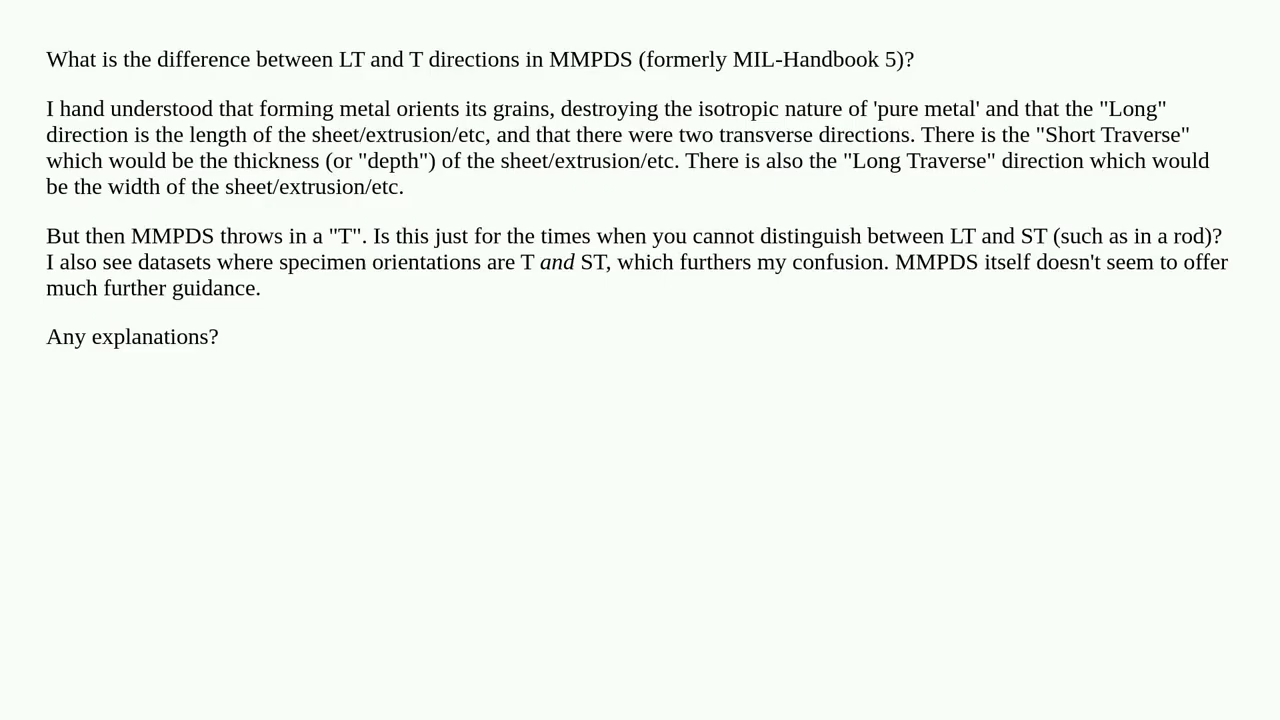 What is the difference between LT and T directions in MMPDS (formerly MIL-Handbook 5)?
I hand understood that forming metal orients its grains, destroying the isotropic nature of 'pure metal' and that the "Long"
direction is the length of the sheet/extrusion/etc, and that there were two transverse directions. There is the "Short Traverse"
which would be the thickness (or "depth") of the sheet/extrusion/etc. There is also the "Long Traverse" direction which would
be the width of the sheet/extrusion/etc.
But then MMPDS throws in a "T". Is this just for the times when you cannot distinguish between LT and ST (such as in a rod)?
I also see datasets where specimen orientations are T and ST, which furthers my confusion. MMPDS itself doesn't seem to offer
much further guidance.
Any explanations?